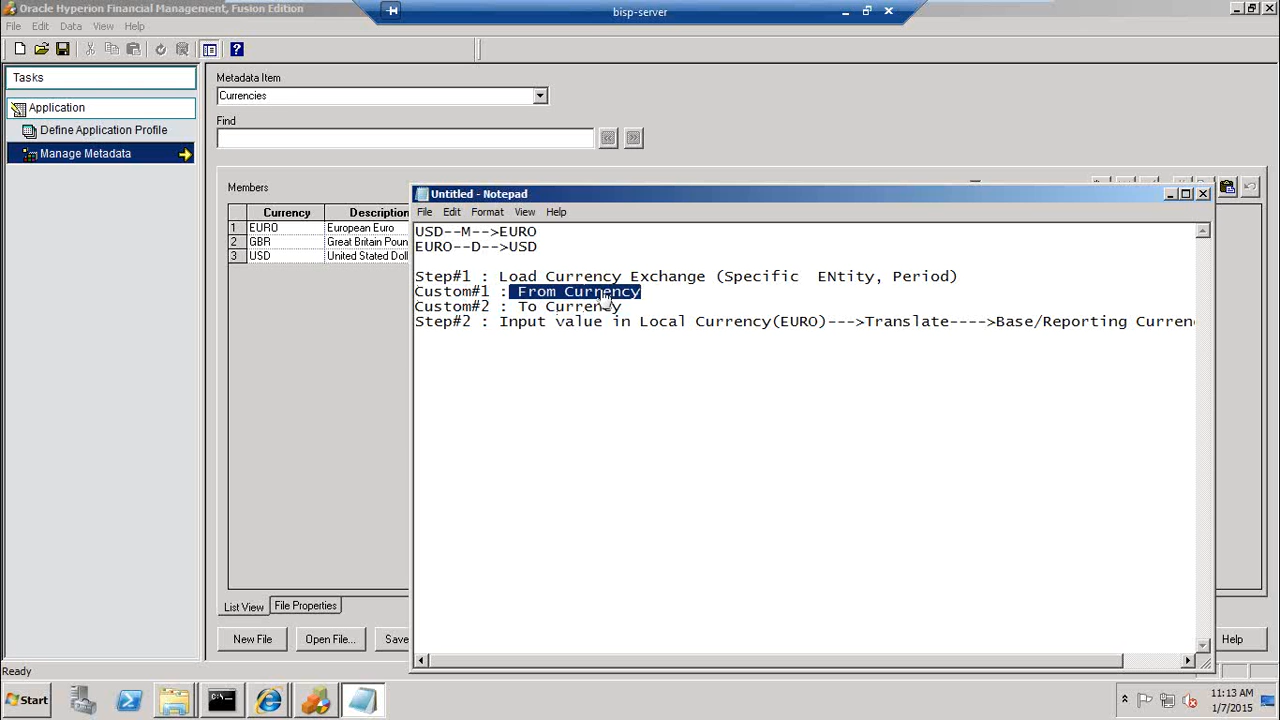 Oracle Hyperion Financial Management, Fusion Edition
bisp-server
File Edit Data View Help
Tasks
Application
Define Application Profile
Manage Metadata
Metadata Item
Currencies
Find
Members
Currency Description
1 EURO European Euro
2 GBR Great Britain Poun
3 USD United Stated Doll
List View
File Properties
New File
Open File...
Save
Help
Ready
Untitled - Notepad
File Edit Format View Help
USD--M-->EURO
EURO--D-->USD
Step#1 : Load Currency Exchange (Specific ENtity, Period)
Custom#1 : From Currency
Custom#2 : To Currency
Step#2 : Input value in Local Currency(EURO)--->Translate---->Base/Reporting Curren
Start
11:13 AM
1/7/2015